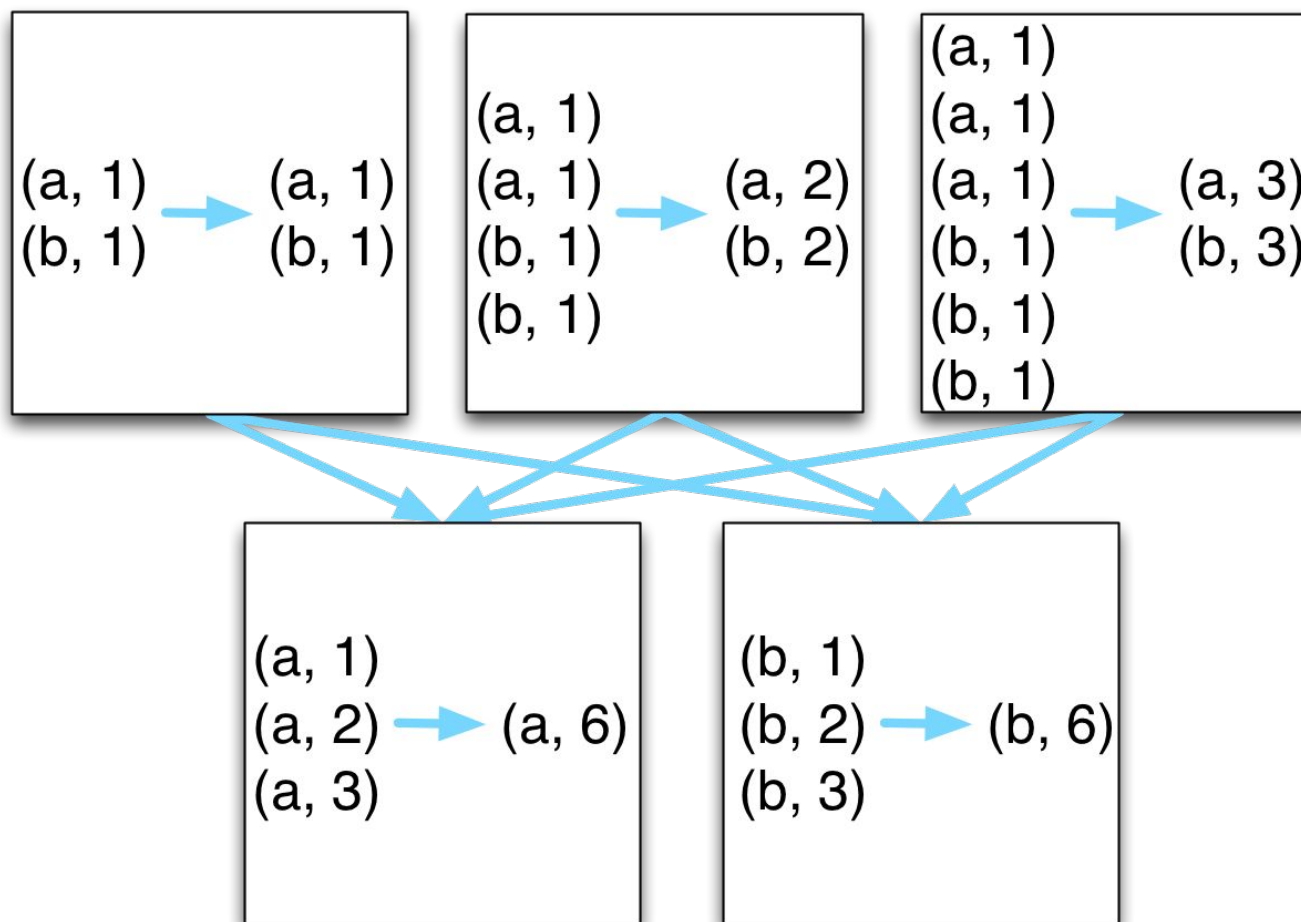 (a, 1)
(b, 1)
(a, 1)
(b, 1)
(a, 1)
(a, 1)
(b, 1)
(b, 1)
(a, 2)
(b, 2)
(a, 1)
(a, 1)
(a, 1)
(b, 1)
(b, 1)
(b, 1)
(a, 3)
(b, 3)
(a, 1)
(a, 2)
(a, 3)
(a, 6)
(b, 1)
(b, 2)
(b, 3)
(b, 6)